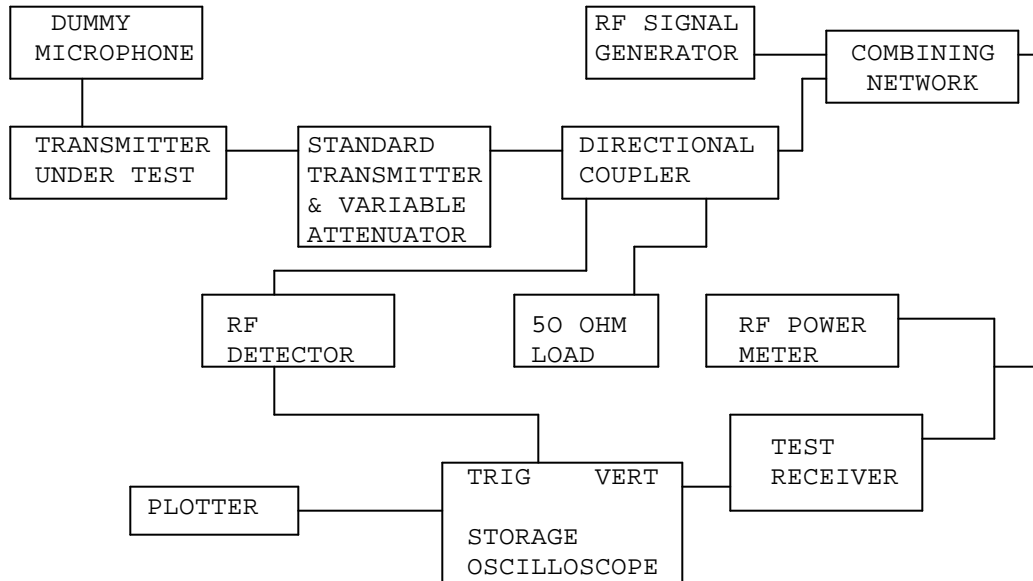 DUMMY
MICROPHONE
RF SIGNAL
GENERATOR
COMBINING
NETWORK
TRANSMITTER
UNDER TEST
STANDARD
TRANSMITTER
& VARIABLE
ATTENUATOR
DIRECTIONAL
COUPLER
RF
DETECTOR
50 OHM
LOAD
RF POWER
METER
TEST
RECEIVER
TRIG VERT
STORAGE
OSCILLOSCOPE
PLOTTER